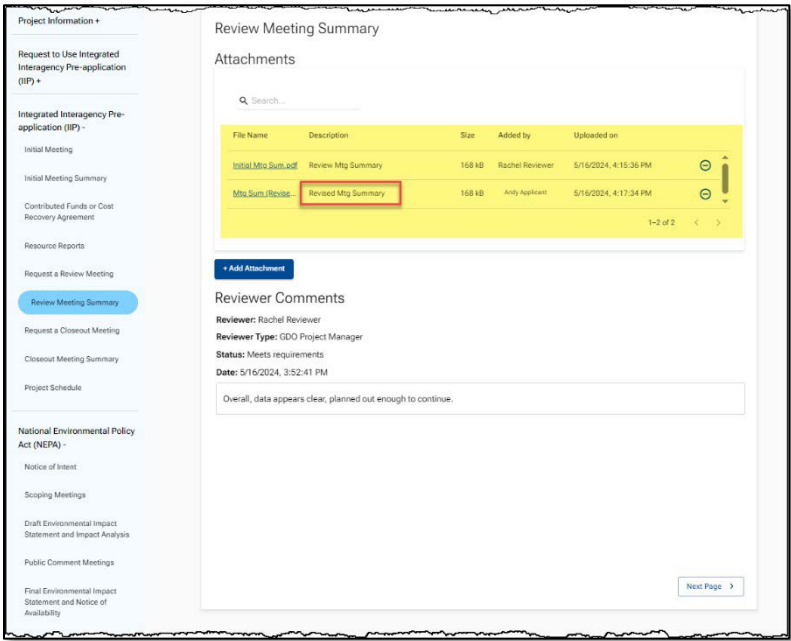 Project Information +
Request to Use Integrated
Interagency Pre-application
(IIP) +
Integrated Interagency Pre-
application (IIP) -
Initial Meeting
Initial Meeting Summary
Contributed Funds or Cost
Recovery Agreement
Resource Reports
Request a Review Meeting
Review Meeting Summary
Request a Closeout Meeting
Closeout Meeting Summary
Project Schedule
National Environmental Policy
Act (NEPA) -
Notice of Intent
Scoping Meetings
Draft Environmental Impact
Statement and Impact Analysis
Public Comment Meetings
Final Environmental Impact
Statement and Notice of
Availability
Review Meeting Summary
Attachments
Search...
File Name Description Size Added by Uploaded on
Initial Mtg Sum.pdf Review Mtg Summary 168 kB Rachel Reviewer 5/16/2024, 4:15:36 PM
Mtg Sum (Revise... Revised Mtg Summary 168 kB Andy Applicant 5/16/2024, 4:17:34 PM
1–2 of 2 < >
+ Add Attachment
Reviewer Comments
Reviewer: Rachel Reviewer
Reviewer Type: GDO Project Manager
Status: Meets requirements
Date: 5/16/2024, 3:52:41 PM
Overall, data appears clear, planned out enough to continue.
Next Page >